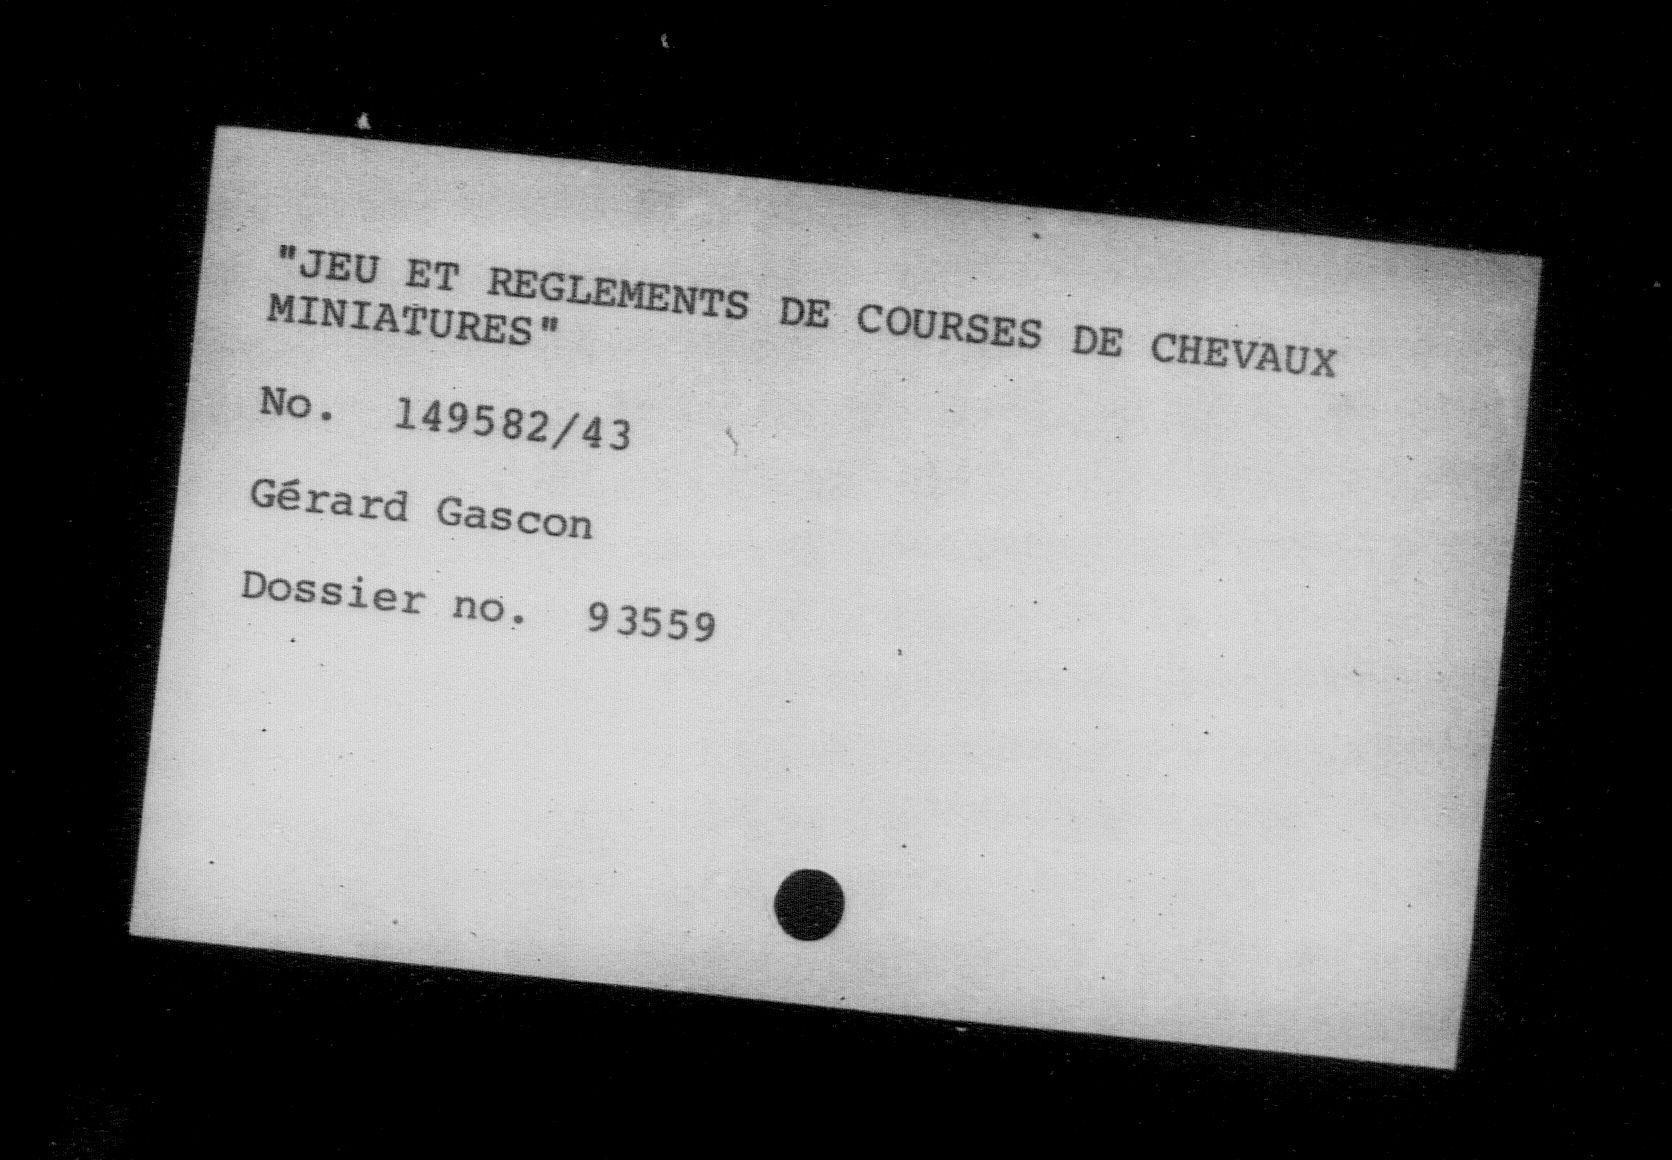 "JEU ET REGLEMENTS DE COURSES DE CHEVAUX
MINIATURES"
No. 149582/43
Gérard Gascon
Dossier no. 93559